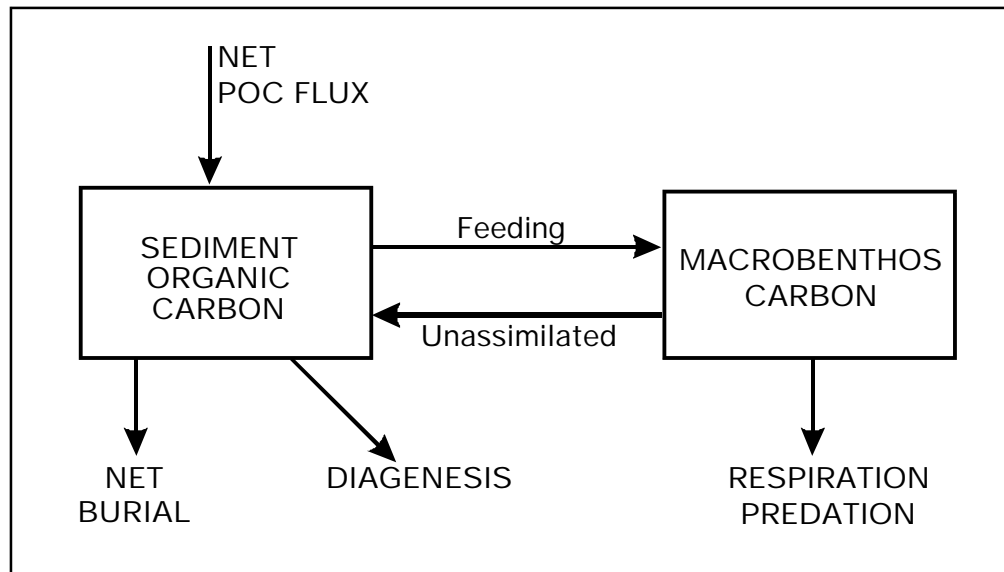 NET
POC FLUX
SEDIMENT
ORGANIC
CARBON
Feeding
Unassimilated
MACROBENTHOS
CARBON
NET
BURIAL
DIAGENESIS
RESPIRATION
PREDATION